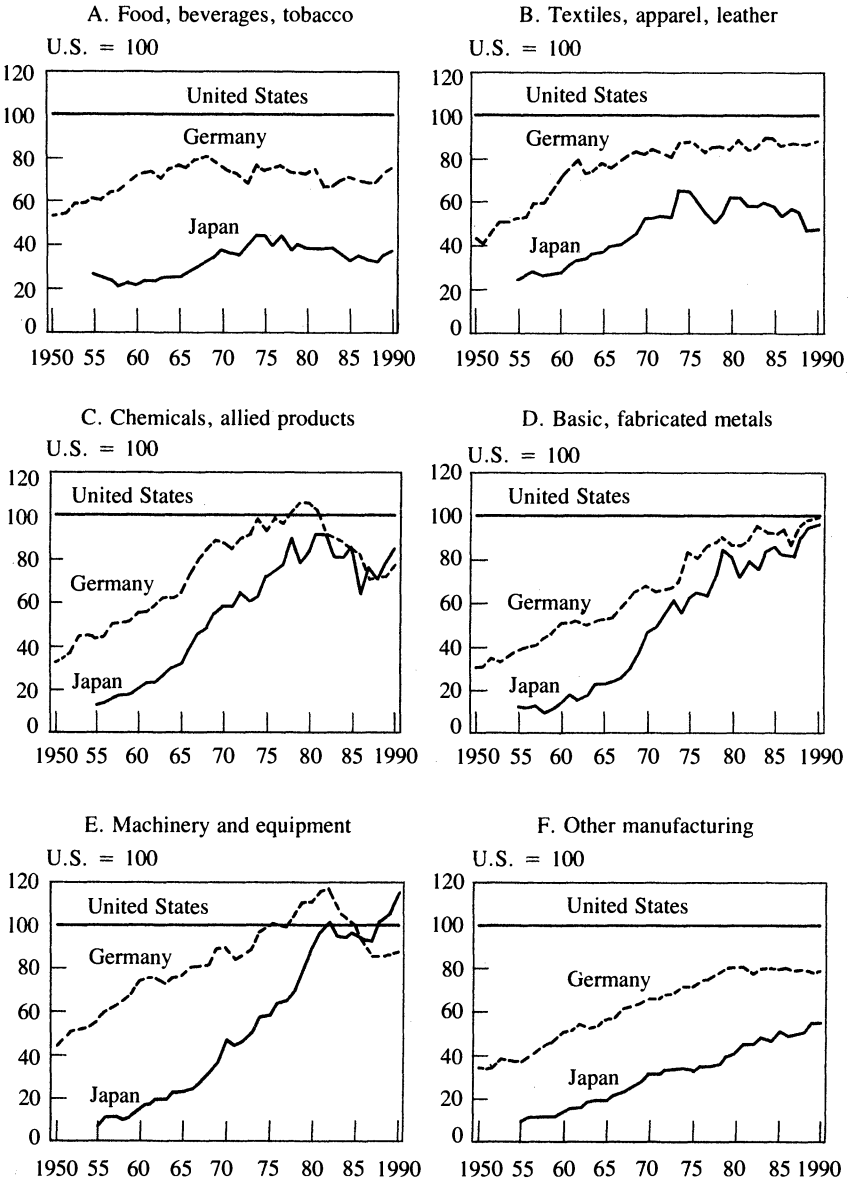 A. Food, beverages, tobacco
U.S. = 100
120
100
80
60
40
20
0
United States
Germany
Japan
1950 55 60 65 70 75 80 85 1990
B. Textiles, apparel, leather
U.S. = 100
120
100
80
60
40
20
0
United States
Germany
Japan
1950 55 60 65 70 75 80 85 1990
C. Chemicals, allied products
U.S. = 100
120
100
80
60
40
20
0
United States
Germany
Japan
1950 55 60 65 70 75 80 85 1990
D. Basic, fabricated metals
U.S. = 100
120
100
80
60
40
20
0
United States
Germany
Japan
1950 55 60 65 70 75 80 85 1990
E. Machinery and equipment
U.S. = 100
120
100
80
60
40
20
0
United States
Germany
Japan
1950 55 60 65 70 75 80 85 1990
F. Other manufacturing
U.S. = 100
120
100
80
60
40
20
0
United States
Germany
Japan
1950 55 60 65 70 75 80 85 1990